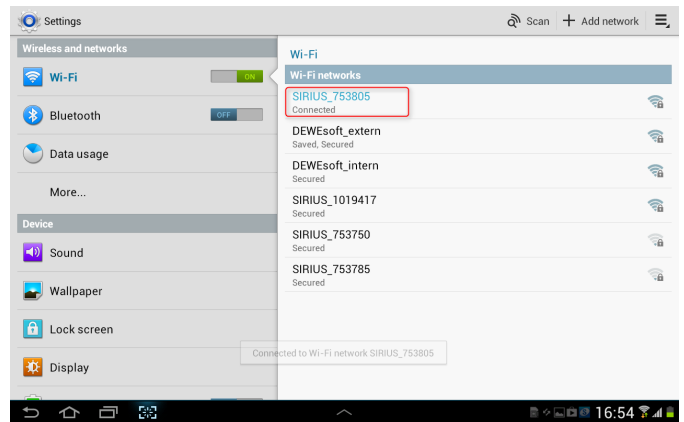 Settings
Scan
Add network
Wireless and networks
Wi-Fi
ON
Bluetooth
OFF
Data usage
More...
Device
Sound
Wallpaper
Lock screen
Display
Wi-Fi
Wi-Fi networks
SIRIUS_753805
Connected
DEWEsoft_extern
Saved, Secured
DEWEsoft_intern
Secured
SIRIUS_1019417
Secured
SIRIUS_753750
Secured
SIRIUS_753785
Secured
Connected to Wi-Fi network SIRIUS_753805
16:54